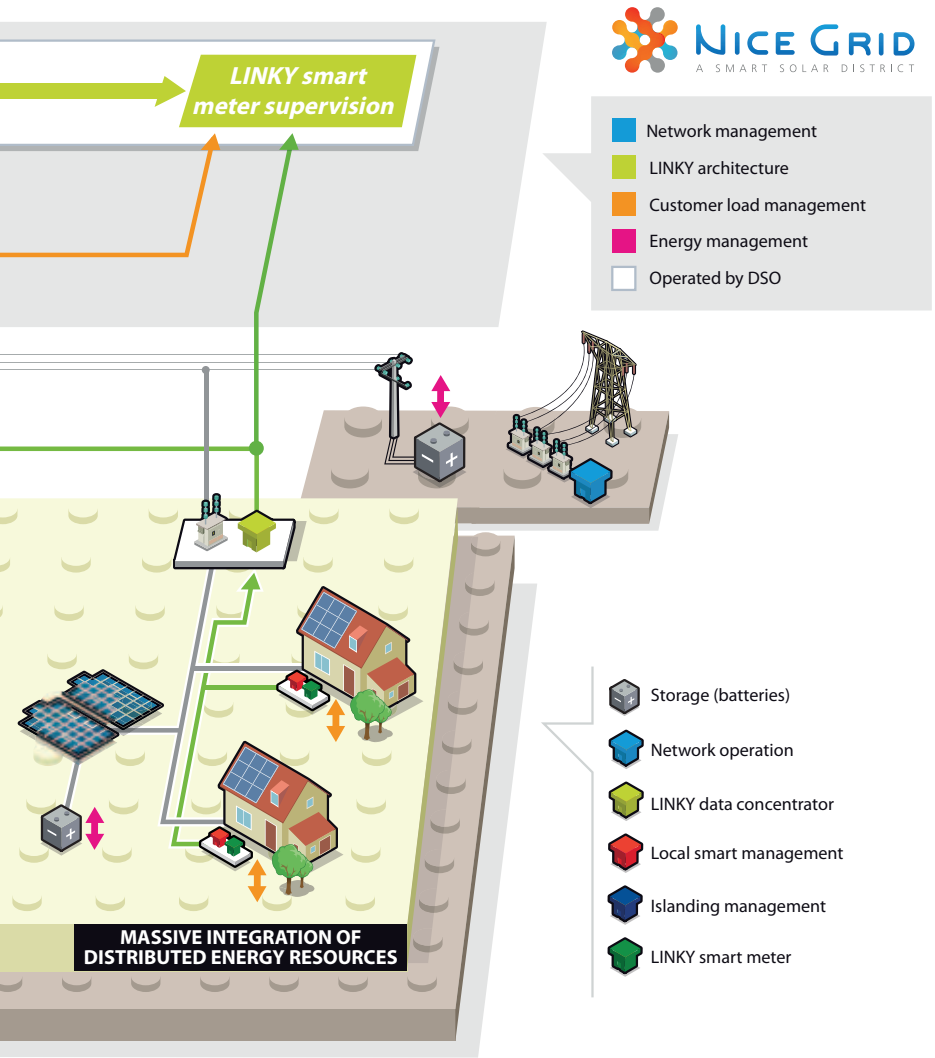 NICE GRID
A SMART SOLAR DISTRICT
LINKY smart
meter supervision
Network management
LINKY architecture
Customer load management
Energy management
Operated by DSO
Storage (batteries)
Network operation
LINKY data concentrator
Local smart management
Islanding management
LINKY smart meter
MASSIVE INTEGRATION OF
DISTRIBUTED ENERGY RESOURCES